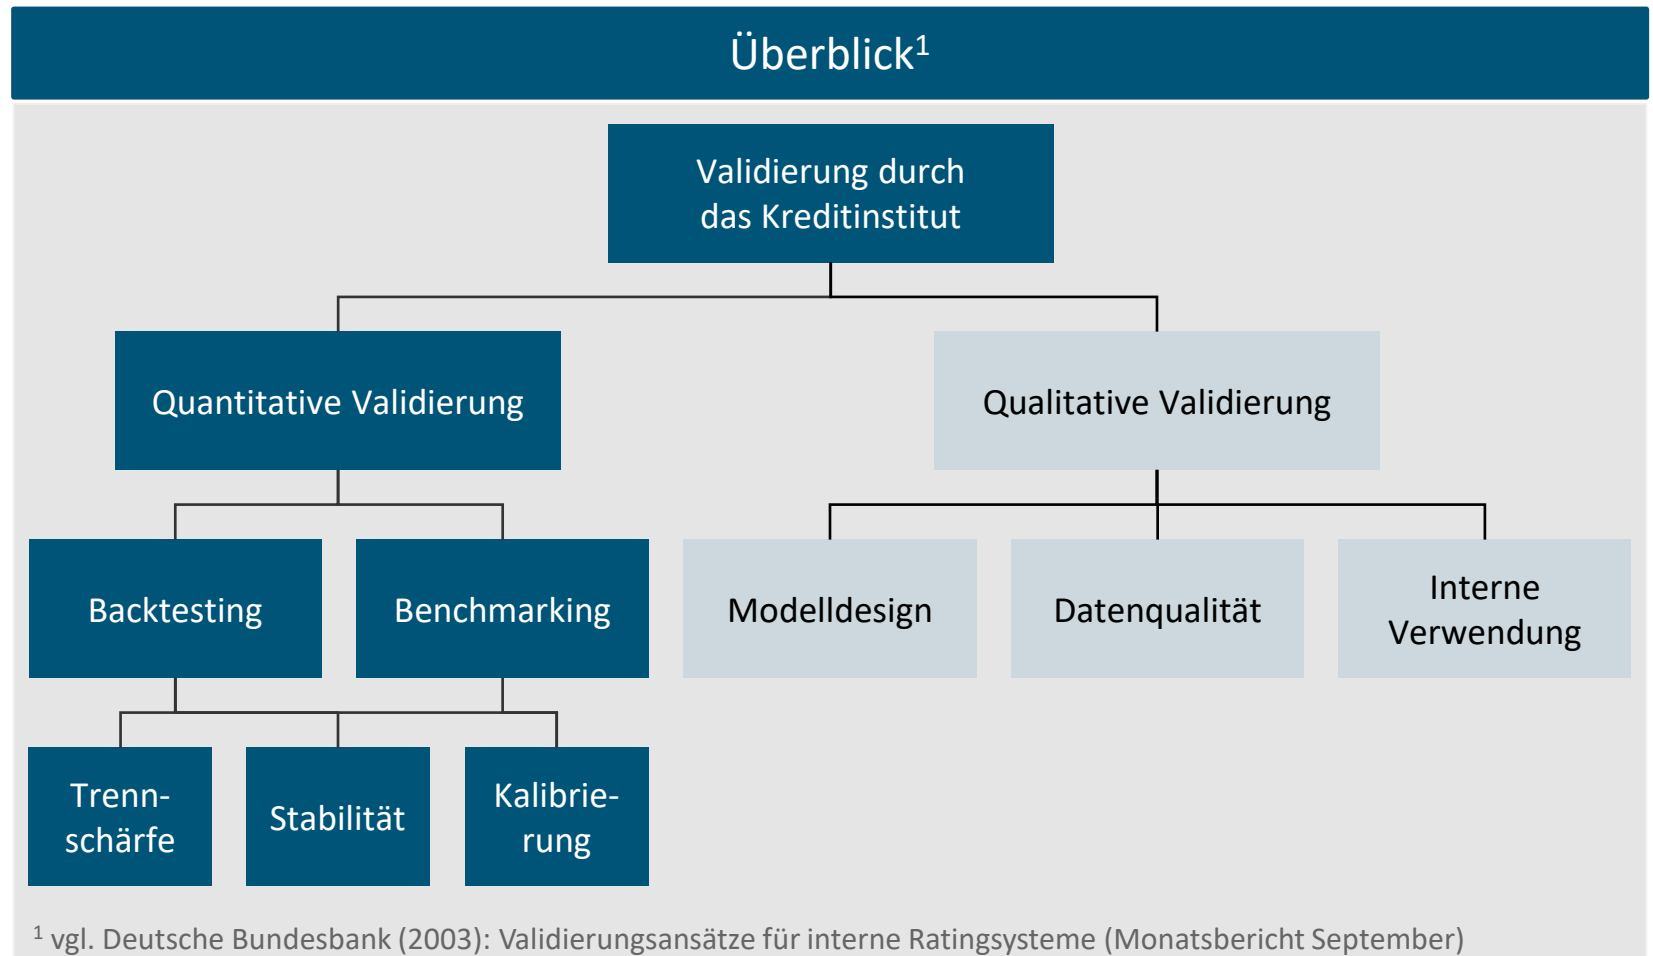 Überblick¹
Validierung durch
das Kreditinstitut
Quantitative Validierung
Qualitative Validierung
Backtesting
Benchmarking
Modelldesign
Datenqualität
Interne
Verwendung
Trenn-
schärfe
Stabilität
Kalibrie-
rung
¹ vgl. Deutsche Bundesbank (2003): Validierungsansätze für interne Ratingsysteme (Monatsbericht September)